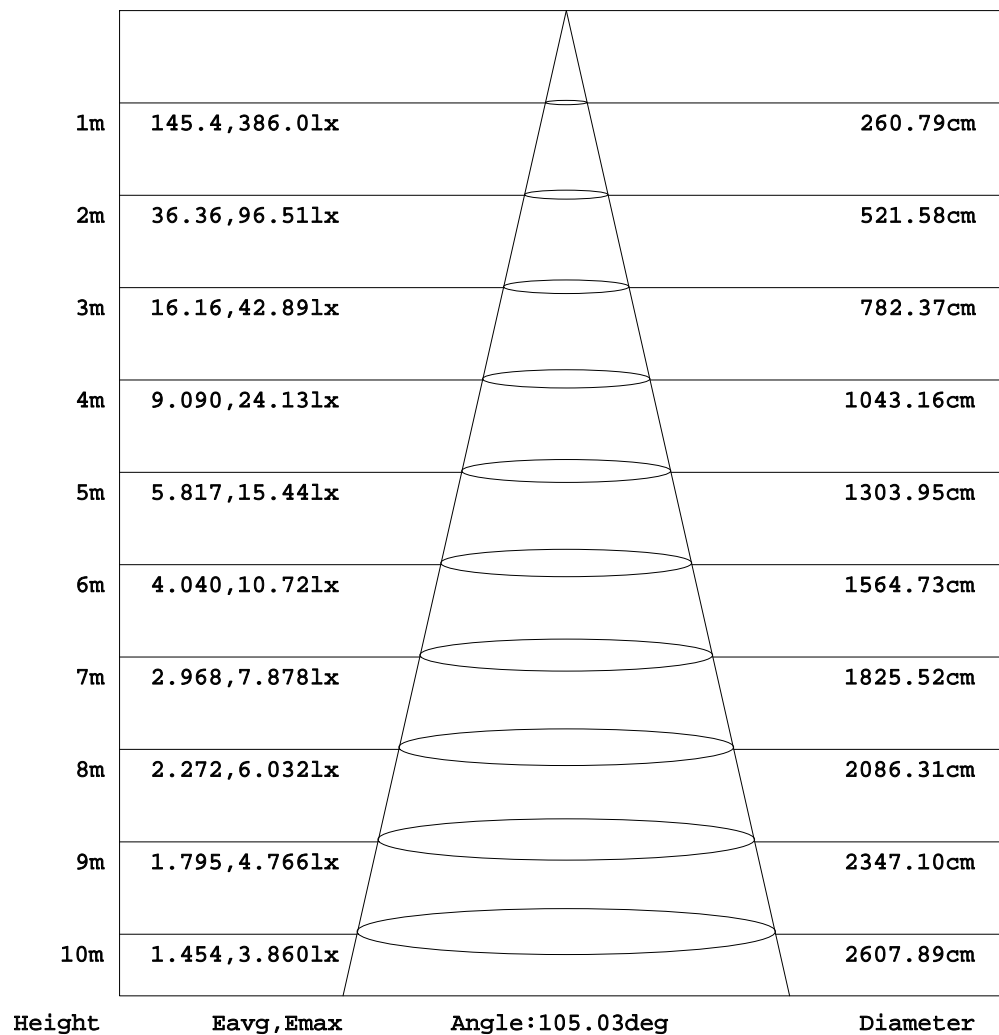 1m 145.4,386.0lx 260.79cm
2m 36.36,96.51lx 521.58cm
3m 16.16,42.89lx 782.37cm
4m 9.090,24.13lx 1043.16cm
5m 5.817,15.44lx 1303.95cm
6m 4.040,10.72lx 1564.73cm
7m 2.968,7.878lx 1825.52cm
8m 2.272,6.032lx 2086.31cm
9m 1.795,4.766lx 2347.10cm
10m 1.454,3.860lx 2607.89cm
Height Eavg,Emax Angle:105.03deg Diameter